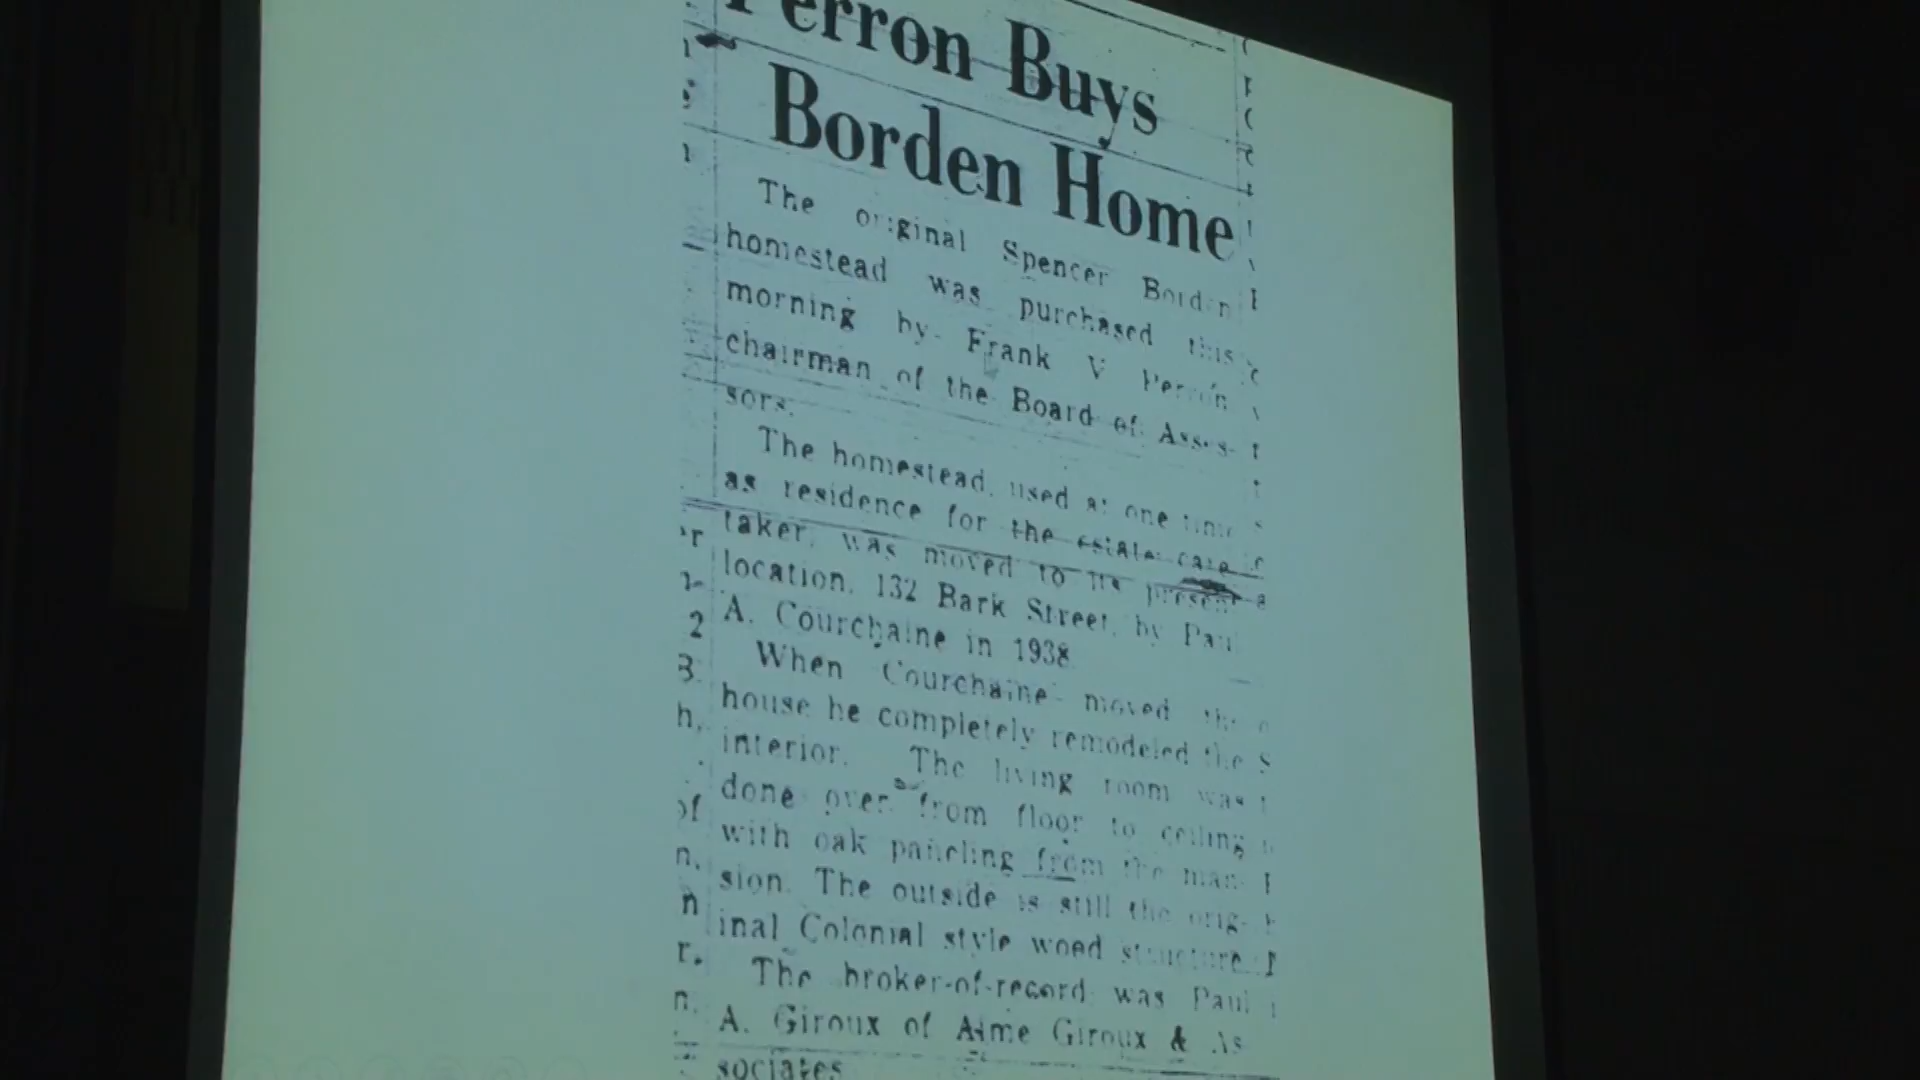 Perron Buys
Borden Home
The original Spencer Borden
homestead was purchased this
morning by Frank V Perron
chairman of the Board of Asses-
sors.
The homestead, used at one time
as residence for the estate care
taker, was moved to its present
location, 132 Bark Street, by Paul
A. Courchaine in 1938
When Courchaine moved the
house he completely remodeled the
interior. The living room was
done over from floor to ceiling
with oak paneling from the man-
sion. The outside is still the orig-
inal Colonial style wood structure
The broker-of-record was Paul
A. Giroux of Aime Giroux & As
sociates